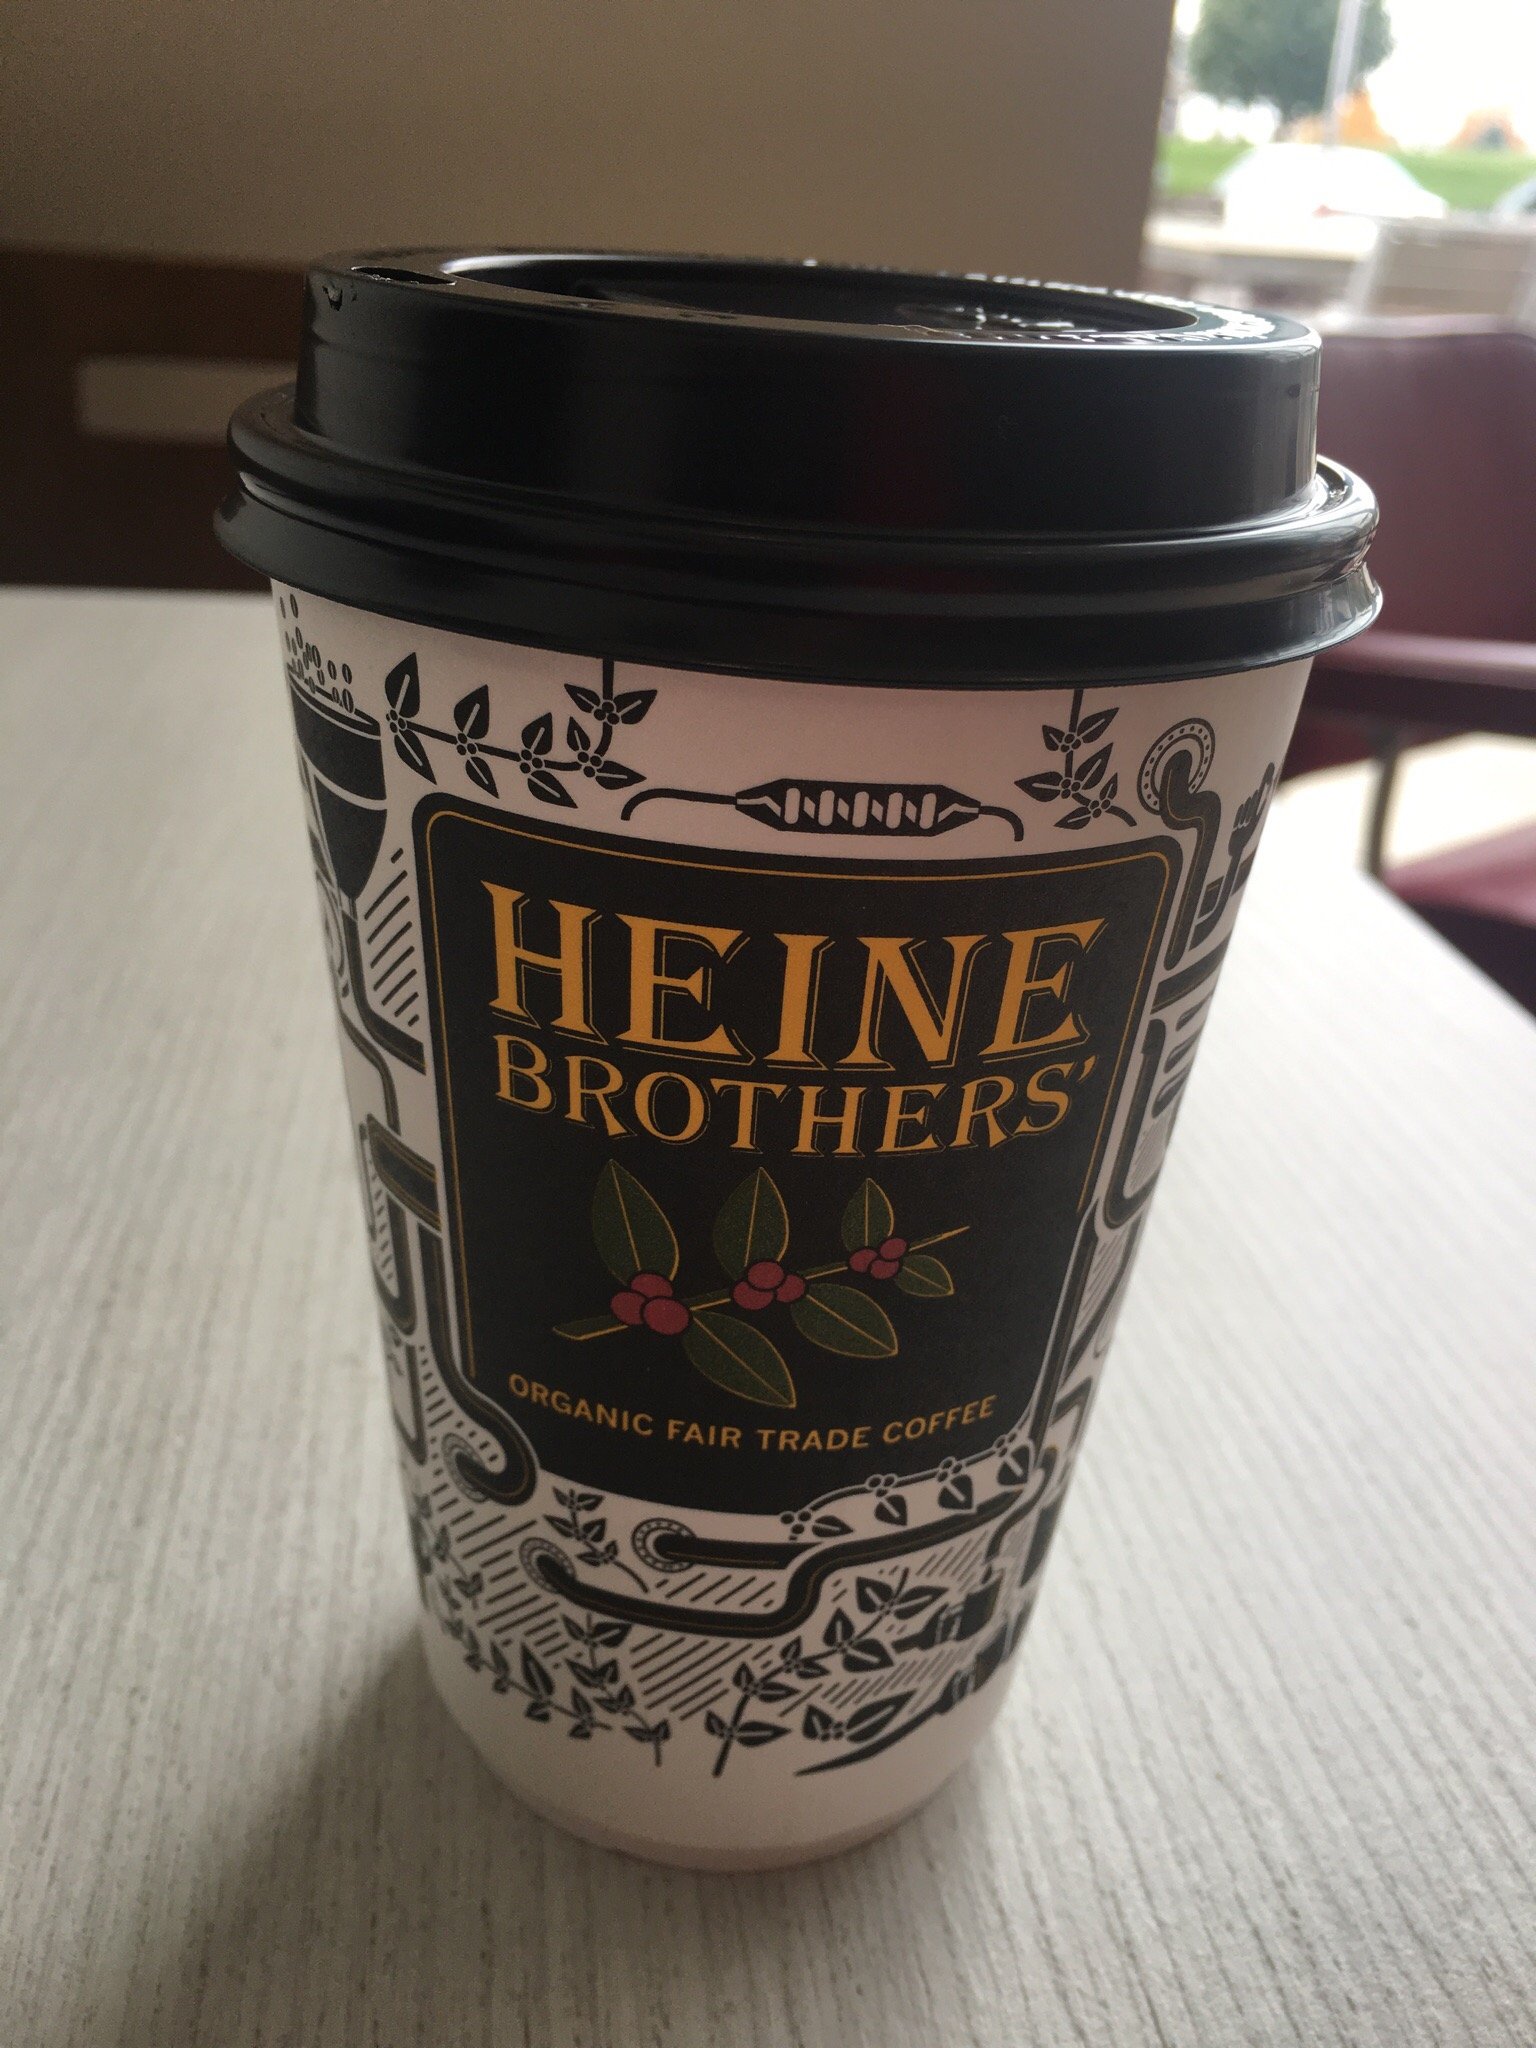 HEINE
BROTHERS'
ORGANIC FAIR TRADE COFFEE